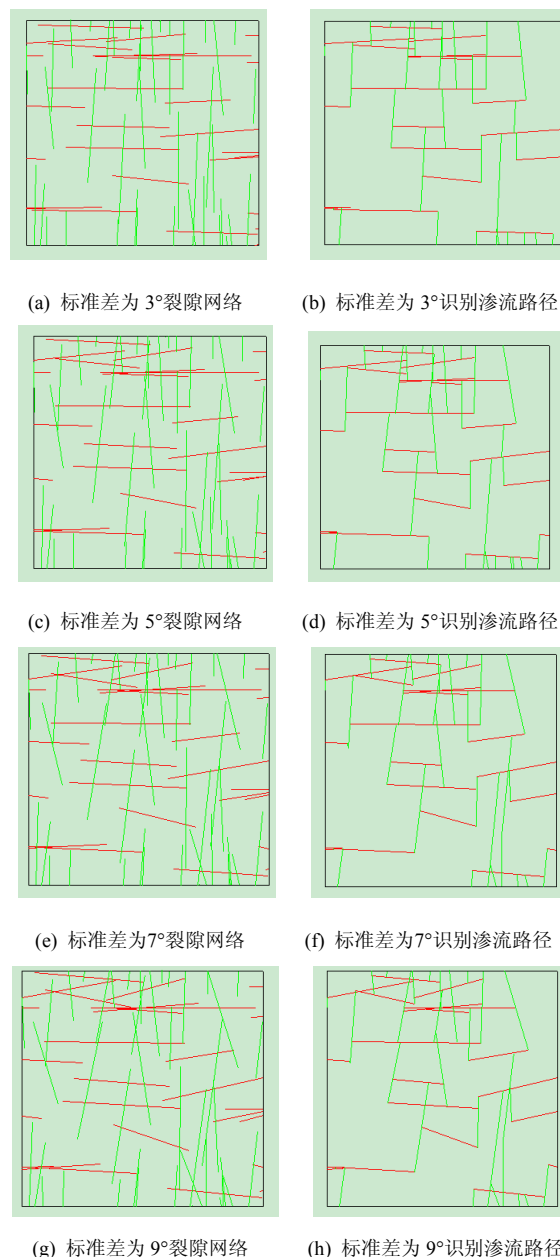 (a) 标准差为 3°裂隙网络
(b) 标准差为 3°识别渗流路径
(c) 标准差为 5°裂隙网络
(d) 标准差为 5°识别渗流路径
(e) 标准差为7°裂隙网络
(f) 标准差为7°识别渗流路径
(g) 标准差为 9°裂隙网络
(h) 标准差为 9°识别渗流路径